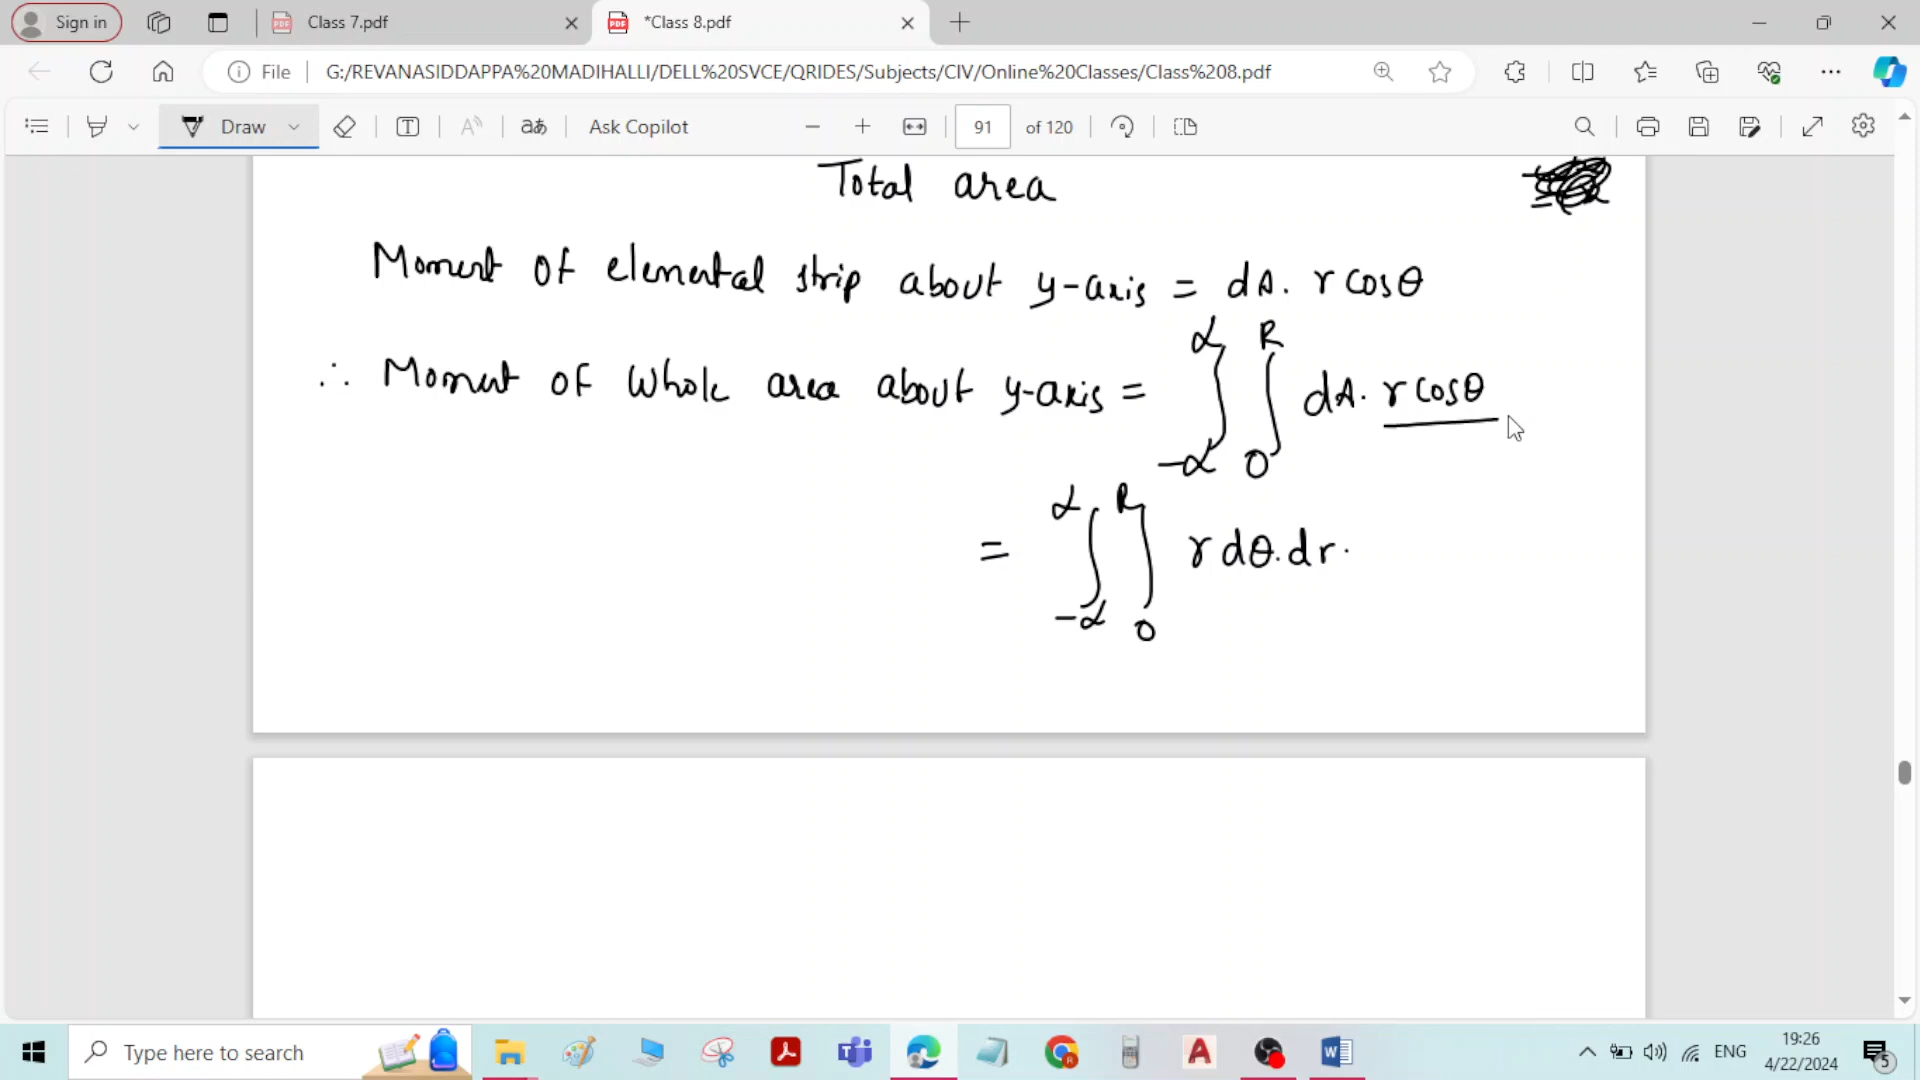 Sign in
Class 7.pdf
*Class 8.pdf
File
G:/REVANASIDDAPPA%20MADIHALLI/DELL%20SVCE/QRIDES/Subjects/CIV/Online%20Classes/Class%208.pdf
Draw
Ask Copilot
91 of 120
Total area
Moment of elemental strip about y-axis = dA. r cosθ
∴ Moment of whole area about y-axis = ∫_{-α}^{α} ∫_{0}^{R} dA. r cosθ
= ∫_{-α}^{α} ∫_{0}^{R} r dθ.dr.
Type here to search
ENG
19:26
4/22/2024
5